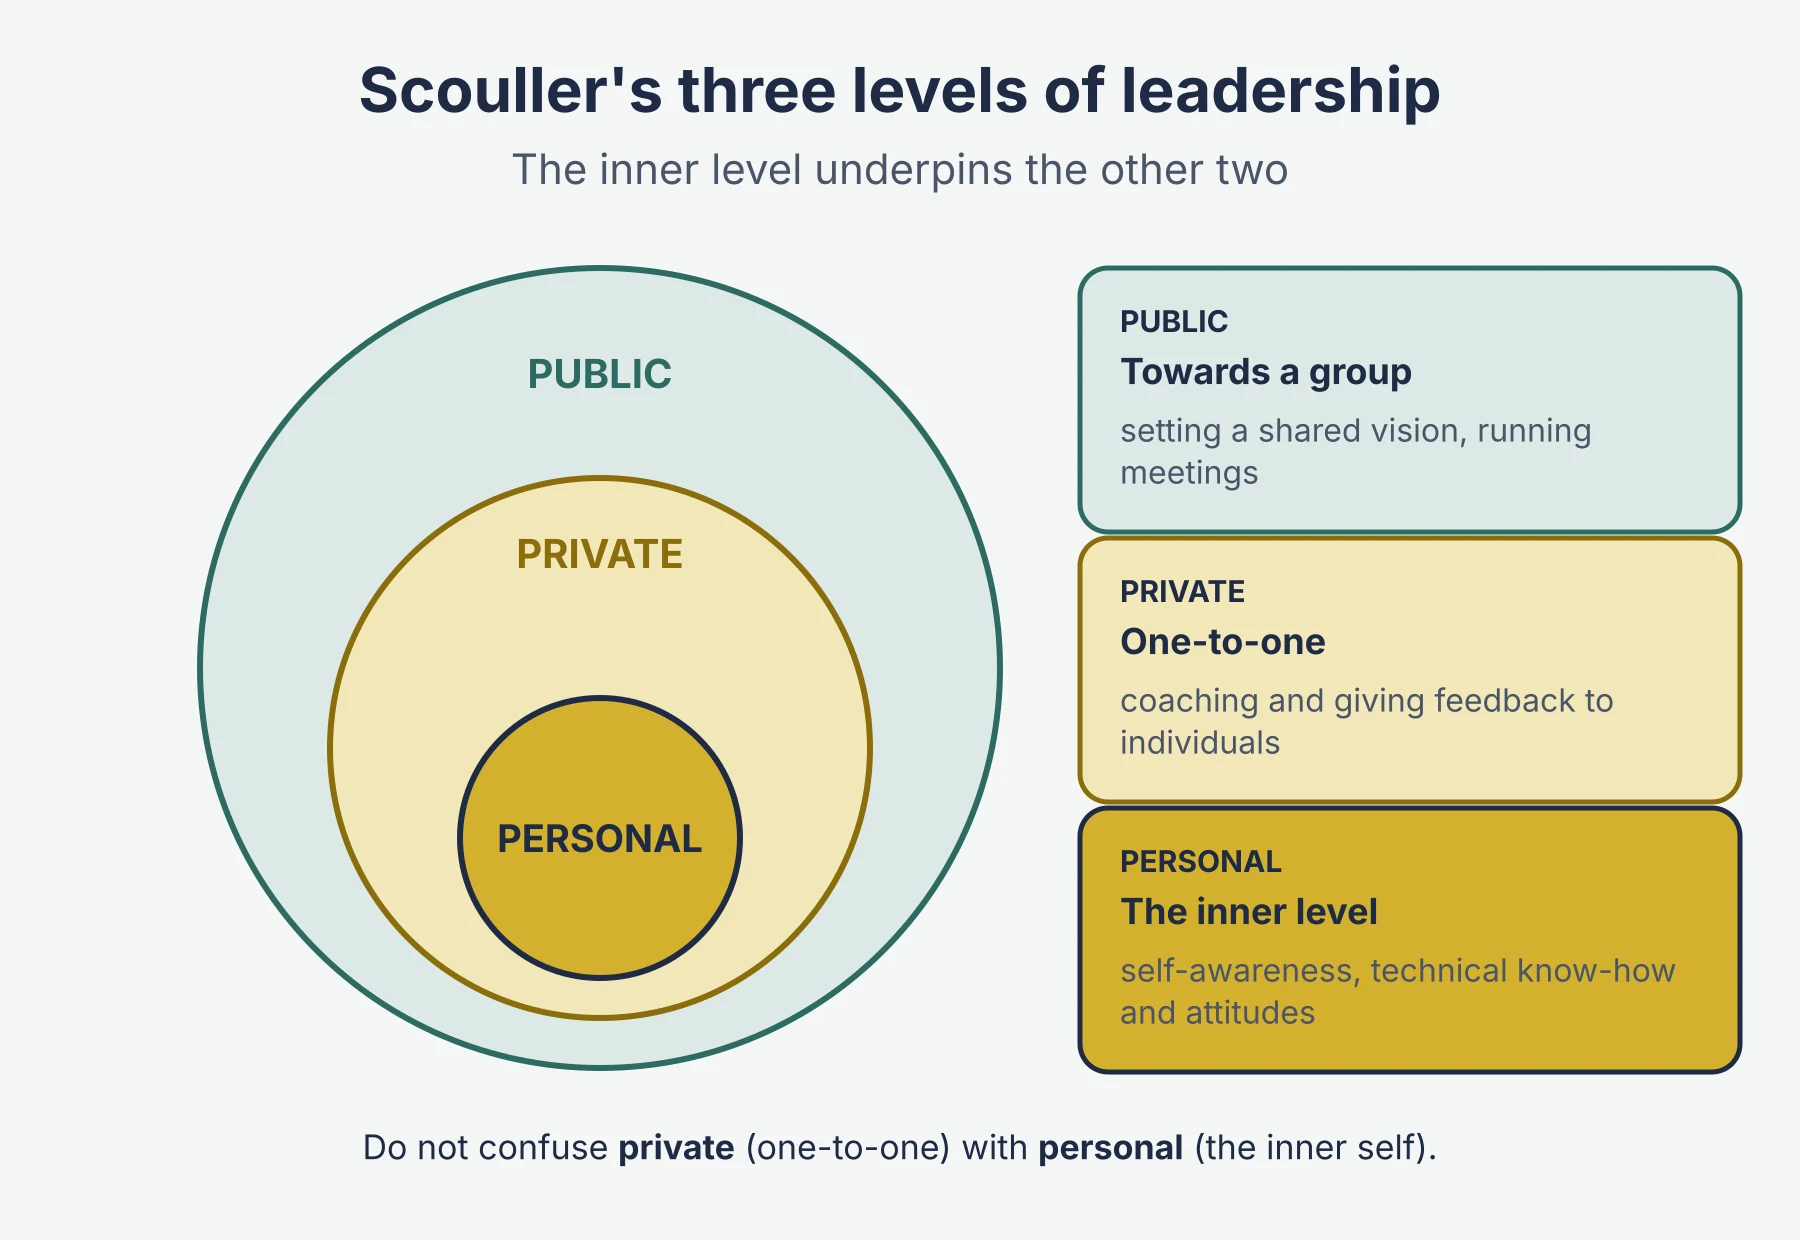 Scouller's three levels of leadership
The inner level underpins the other two
PUBLIC
PRIVATE
PERSONAL
PUBLIC
Towards a group
setting a shared vision, running
meetings
PRIVATE
One-to-one
coaching and giving feedback to
individuals
PERSONAL
The inner level
self-awareness, technical know-how
and attitudes
Do not confuse private (one-to-one) with personal (the inner self).